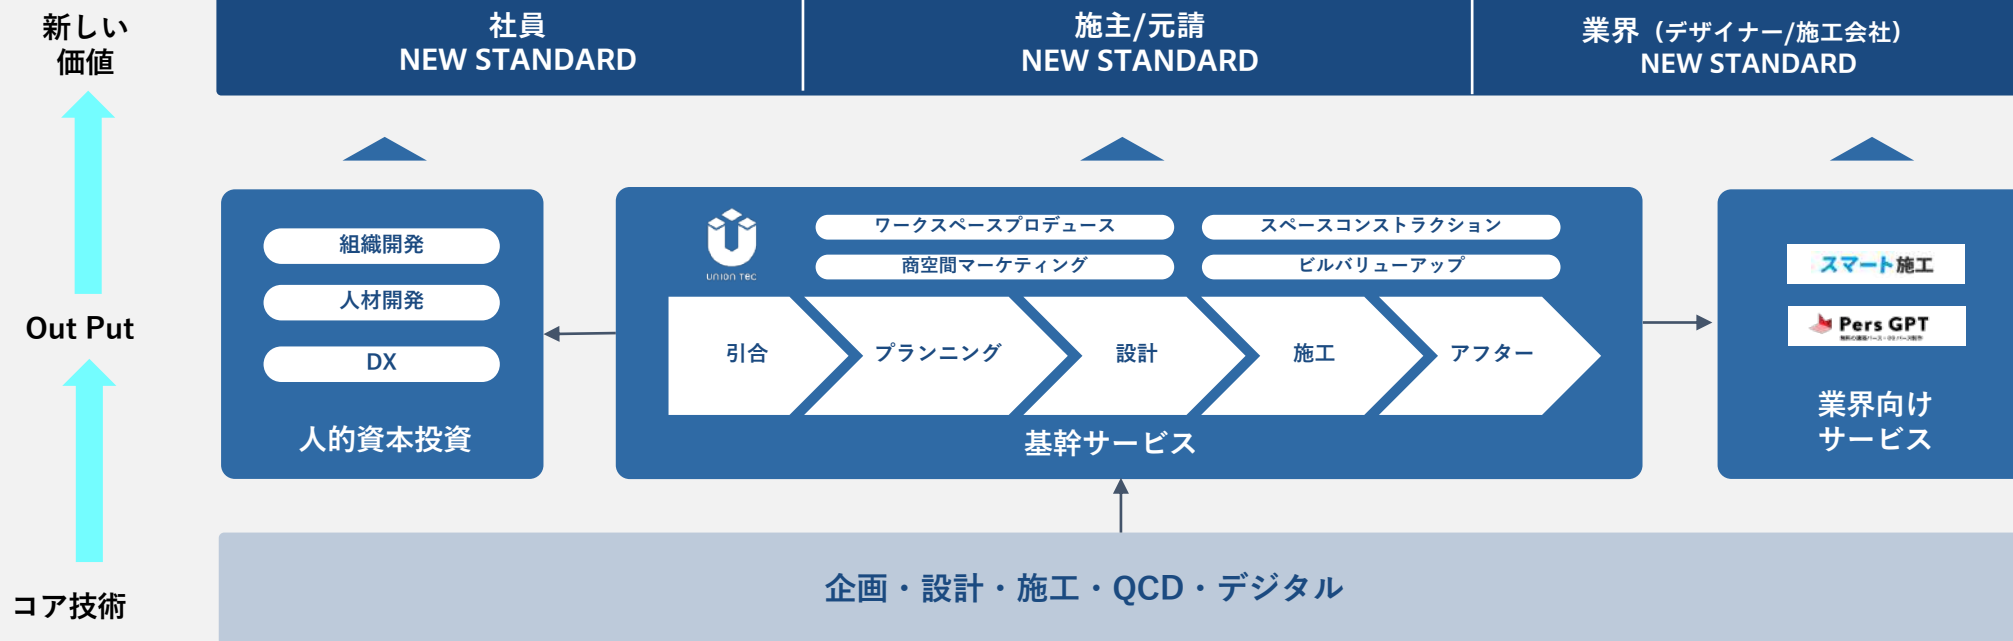 新しい
価値
社員
NEW STANDARD
施主/元請
NEW STANDARD
業界（デザイナー/施工会社）
NEW STANDARD
Out Put
コア技術
組織開発
人材開発
DX
人的資本投資
UNION TEC
ワークスペースプロデュース
スペースコンストラクション
商空間マーケティング
ビルバリューアップ
引合
プランニング
設計
施工
アフター
基幹サービス
スマート施工
Pers GPT
業界向け
サービス
企画・設計・施工・QCD・デジタル